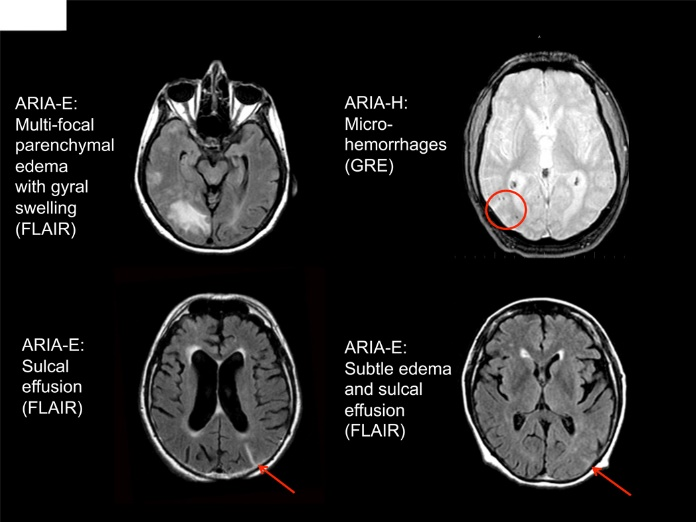 ARIA-E:
Multi-focal
parenchymal
edema
with gyral
swelling
(FLAIR)
ARIA-H:
Micro-
hemorrhages
(GRE)
ARIA-E:
Sulcal
effusion
(FLAIR)
ARIA-E:
Subtle edema
and sulcal
effusion
(FLAIR)